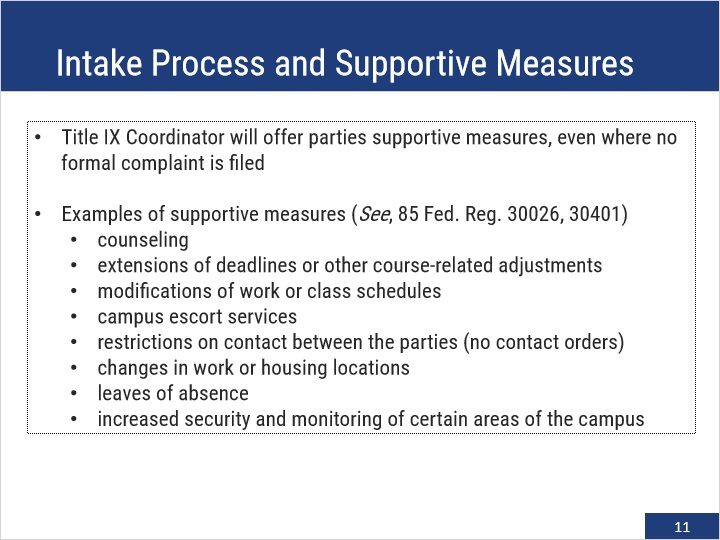 Intake Process and Supportive Measures
• Title IX Coordinator will offer parties supportive measures, even where no
formal complaint is filed
• Examples of supportive measures (See, 85 Fed. Reg. 30026, 30401)
• counseling
• extensions of deadlines or other course-related adjustments
• modifications of work or class schedules
• campus escort services
• restrictions on contact between the parties (no contact orders)
• changes in work or housing locations
• leaves of absence
• increased security and monitoring of certain areas of the campus
11